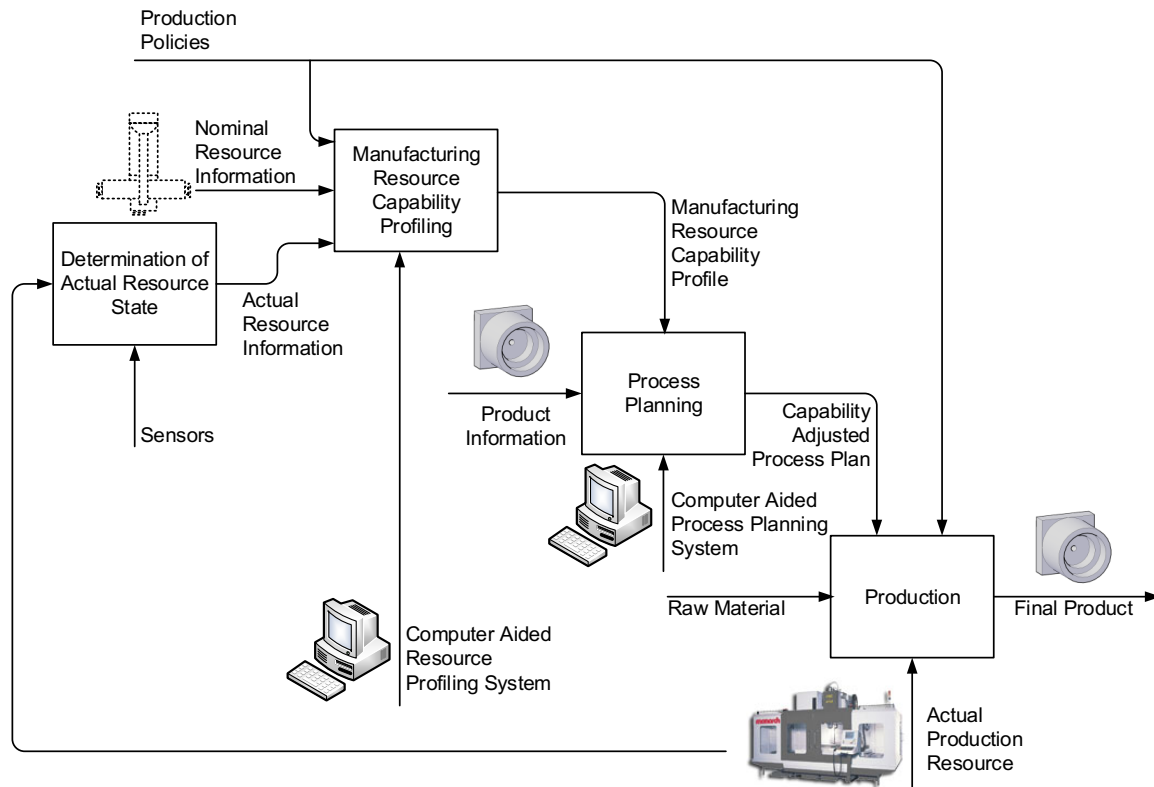 Production
Policies
Nominal
Resource
Information
Manufacturing
Resource
Capability
Profiling
Determination of
Actual Resource
State
Actual
Resource
Information
Sensors
Manufacturing
Resource
Capability
Profile
Product
Information
Process
Planning
Capability
Adjusted
Process Plan
Computer Aided
Process Planning
System
Raw Material
Production
Final Product
Computer Aided
Resource
Profiling System
monarch
Actual
Production
Resource